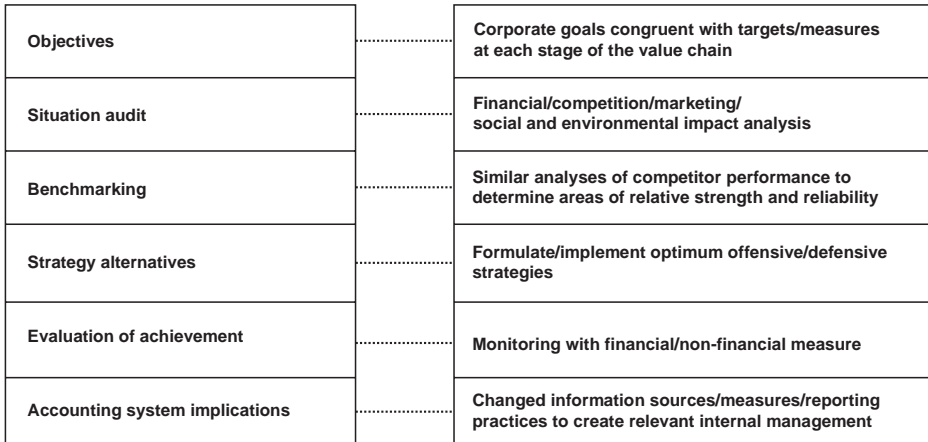 Objectives
Corporate goals congruent with targets/measures
at each stage of the value chain
Situation audit
Financial/competition/marketing/
social and environmental impact analysis
Benchmarking
Similar analyses of competitor performance to
determine areas of relative strength and reliability
Strategy alternatives
Formulate/implement optimum offensive/defensive
strategies
Evaluation of achievement
Monitoring with financial/non-financial measure
Accounting system implications
Changed information sources/measures/reporting
practices to create relevant internal management